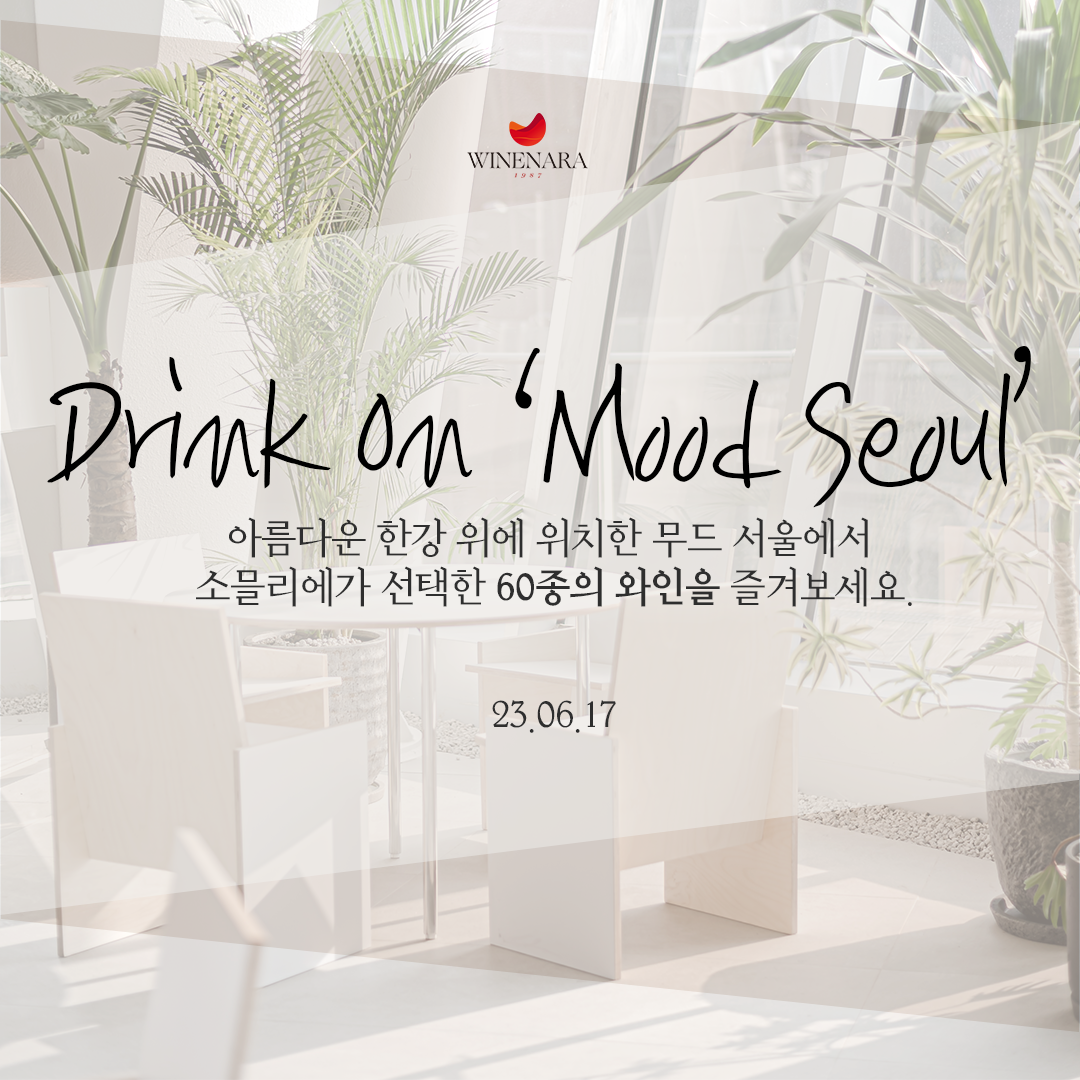 WINENARA
1987
Drink on ‘Mood Seoul’
아름다운 한강 위에 위치한 무드 서울에서
소믈리에가 선택한 60종의 와인을 즐겨보세요.
23.06.17